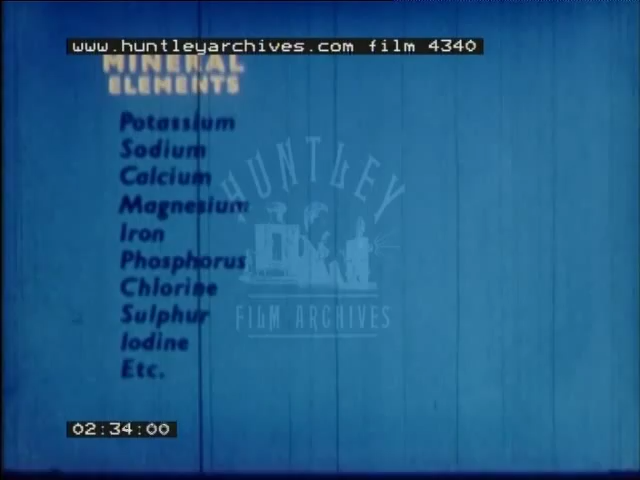 www.huntleyarchives.com film 4340
MINERAL
ELEMENTS
Potassium
Sodium
Calcium
Magnesium
Iron
Phosphorus
Chlorine
Sulphur
Iodine
Etc.
HUNTLEY
FILM ARCHIVES
02:34:00